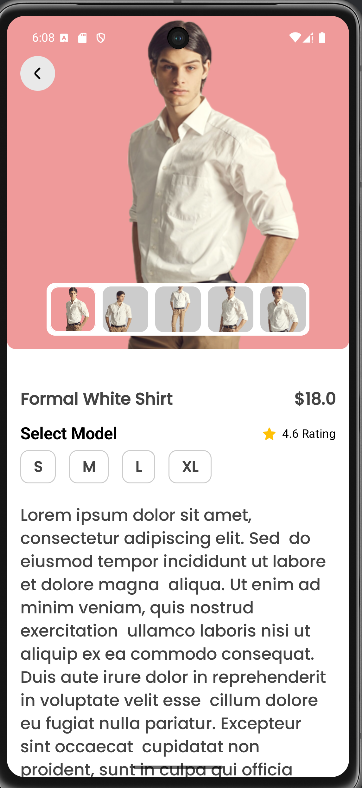 6:08
Formal White Shirt
$18.0
Select Model
4.6 Rating
S
M
L
XL
Lorem ipsum dolor sit amet,
consectetur adipiscing elit. Sed do
eiusmod tempor incididunt ut labore
et dolore magna aliqua. Ut enim ad
minim veniam, quis nostrud
exercitation ullamco laboris nisi ut
aliquip ex ea commodo consequat.
Duis aute irure dolor in reprehenderit
in voluptate velit esse cillum dolore
eu fugiat nulla pariatur. Excepteur
sint occaecat cupidatat non
proident, sunt in culpa qui officia